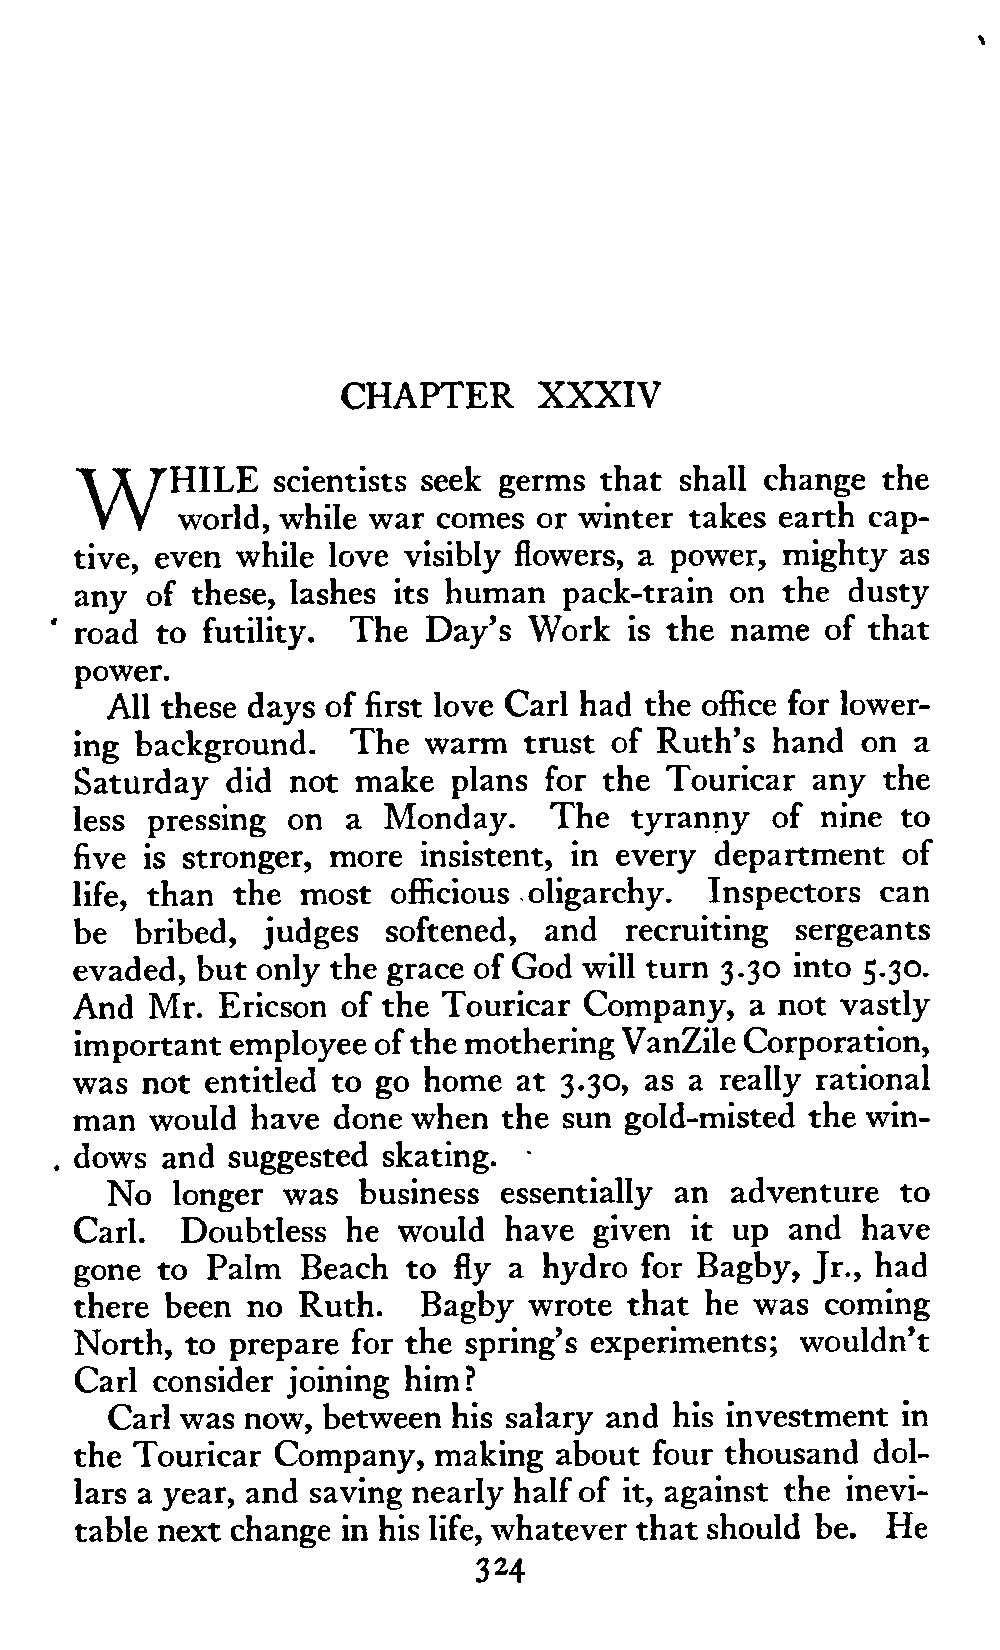 CHAPTER XXXIV
WHILE scientists seek germs that shall change the
world, while war comes or winter takes earth cap-
tive, even while love visibly flowers, a power, mighty as
any of these, lashes its human pack-train on the dusty
road to futility. The Day's Work is the name of that
power.
All these days of first love Carl had the office for lower-
ing background. The warm trust of Ruth's hand on a
Saturday did not make plans for the Touricar any the
less pressing on a Monday. The tyranny of nine to
five is stronger, more insistent, in every department of
life, than the most officious oligarchy. Inspectors can
be bribed, judges softened, and recruiting sergeants
evaded, but only the grace of God will turn 3.30 into 5.30.
And Mr. Ericson of the Touricar Company, a not vastly
important employee of the mothering VanZile Corporation,
was not entitled to go home at 3.30, as a really rational
man would have done when the sun gold-misted the win-
dows and suggested skating.
No longer was business essentially an adventure to
Carl. Doubtless he would have given it up and have
gone to Palm Beach to fly a hydro for Bagby, Jr., had
there been no Ruth. Bagby wrote that he was coming
North, to prepare for the spring's experiments; wouldn't
Carl consider joining him?
Carl was now, between his salary and his investment in
the Touricar Company, making about four thousand dol-
lars a year, and saving nearly half of it, against the inevi-
table next change in his life, whatever that should be. He
324